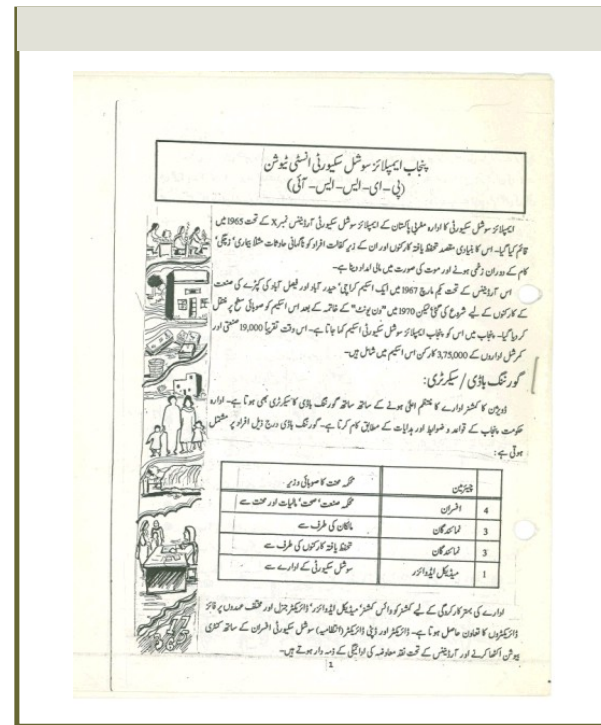 پنجاب ایمپلائز سوشل سکیورٹی انسٹی ٹیوشن
(پی-ای-ایس-ایس-آئی)
ایمپلائز سوشل سکیورٹی کا ادارہ مغربی پاکستان کے ایمپلائز سوشل سکیورٹی آرڈیننس نمبر X کے تحت 1965 میں
قائم کیا گیا۔ اس کا بنیادی مقصد تحفظ یافتہ کارکنوں اور ان کے زیر کفالت افراد کو ناگہانی حادثات مثلاً بیماری' زچگی'
کام کے دوران زخمی ہونے اور موت کی صورت میں مالی امداد دینا ہے۔
اس آرڈیننس کے تحت یکم مارچ 1967 میں ایک اسکیم کراچی' حیدر آباد اور فیصل آباد کی کپڑے کی صنعت
کے کارکنوں کے لیے شروع کی گئی لیکن 1970 میں "ون یونٹ" کے خاتمہ کے بعد اس اسکیم کو صوبائی سطح پر منتقل
کر دیا گیا۔ پنجاب میں اس کو پنجاب ایمپلائز سوشل سکیورٹی اسکیم کہا جاتا ہے۔ اس وقت تقریباً 19,000 صنعتی اور
کمرشل اداروں کے 3,75,000 کارکن اس اسکیم میں شامل ہیں۔
گورننگ باڈی / سیکرٹری:
ڈویژن کا کمشنر ادارے کا منتظم اعلیٰ ہونے کے ساتھ ساتھ گورننگ باڈی کا سیکرٹری بھی ہوتا ہے۔ ادارہ
حکومت پنجاب کے قواعد و ضوابط اور ہدایات کے مطابق کام کرتا ہے۔ گورننگ باڈی درج ذیل افراد پر مشتمل
ہوتی ہے:
چیئرمین محکمہ محنت کا صوبائی وزیر
4 افسران محکمہ صنعت' صحت' مالیات اور محنت سے
3 نمائندگان مالکان کی طرف سے
3 نمائندگان تحفظ یافتہ کارکنوں کی طرف سے
1 میڈیکل ایڈوائزر سوشل سکیورٹی کے ادارے سے
ادارے کی بہتر کارکردگی کے لیے کمشنر کو وائس کمشنر' میڈیکل ایڈوائزر' ڈائریکٹر جنرل اور مختلف عہدوں پر فائز
ڈائریکٹروں کا تعاون حاصل ہوتا ہے۔ ڈائریکٹر اور ڈپٹی ڈائریکٹر (انتظامیہ) سوشل سکیورٹی افسران کے ساتھ کنٹری
بیوشن اکٹھا کرنے اور آرڈیننس کے تحت نقد معاوضہ کی ادائیگی کے ذمہ دار ہوتے ہیں۔
1